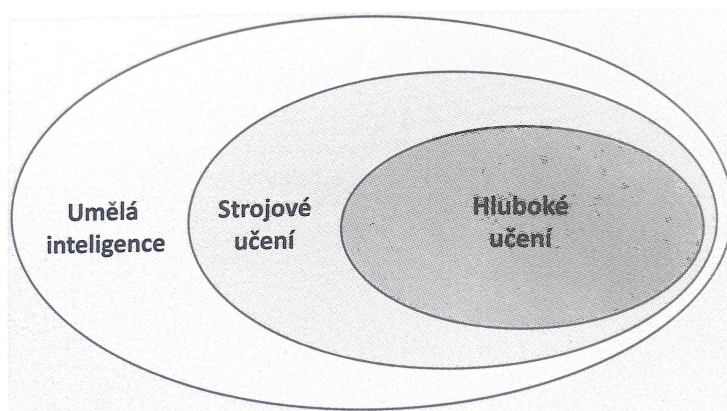 Umělá
inteligence
Strojové
učení
Hluboké
učení